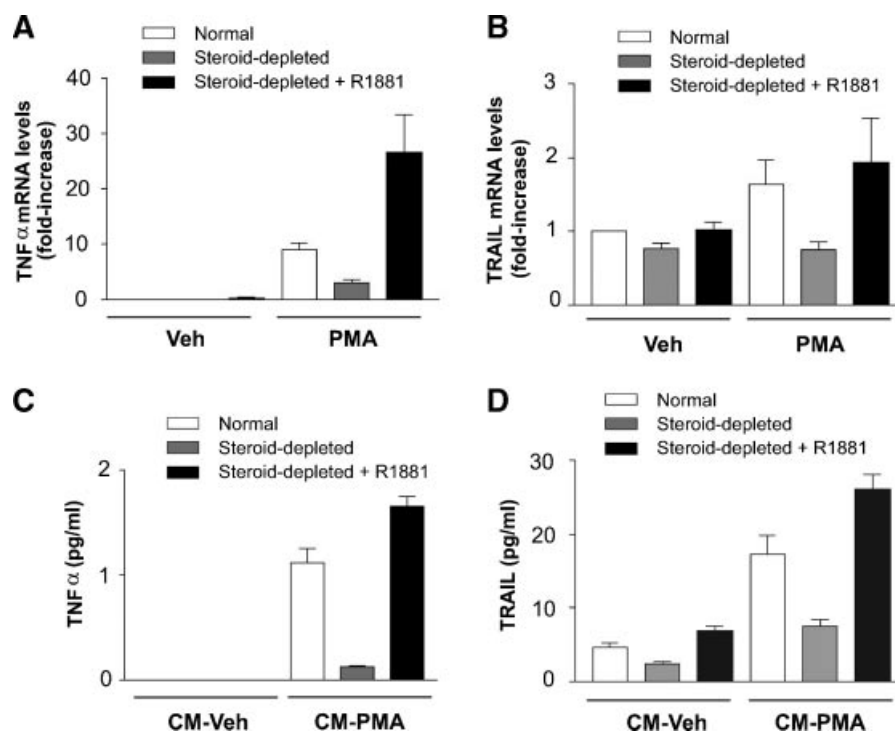 A
Normal
Steroid-depleted
Steroid-depleted + R1881
TNF α mRNA levels
(fold-increase)
40
30
20
10
0
Veh
PMA
B
Normal
Steroid-depleted
Steroid-depleted + R1881
TRAIL mRNA levels
(fold-increase)
3
2
1
0
Veh
PMA
C
Normal
Steroid-depleted
Steroid-depleted + R1881
TNF α (pg/ml)
2
1
0
CM-Veh
CM-PMA
D
Normal
Steroid-depleted
Steroid-depleted + R1881
TRAIL (pg/ml)
30
20
10
0
CM-Veh
CM-PMA